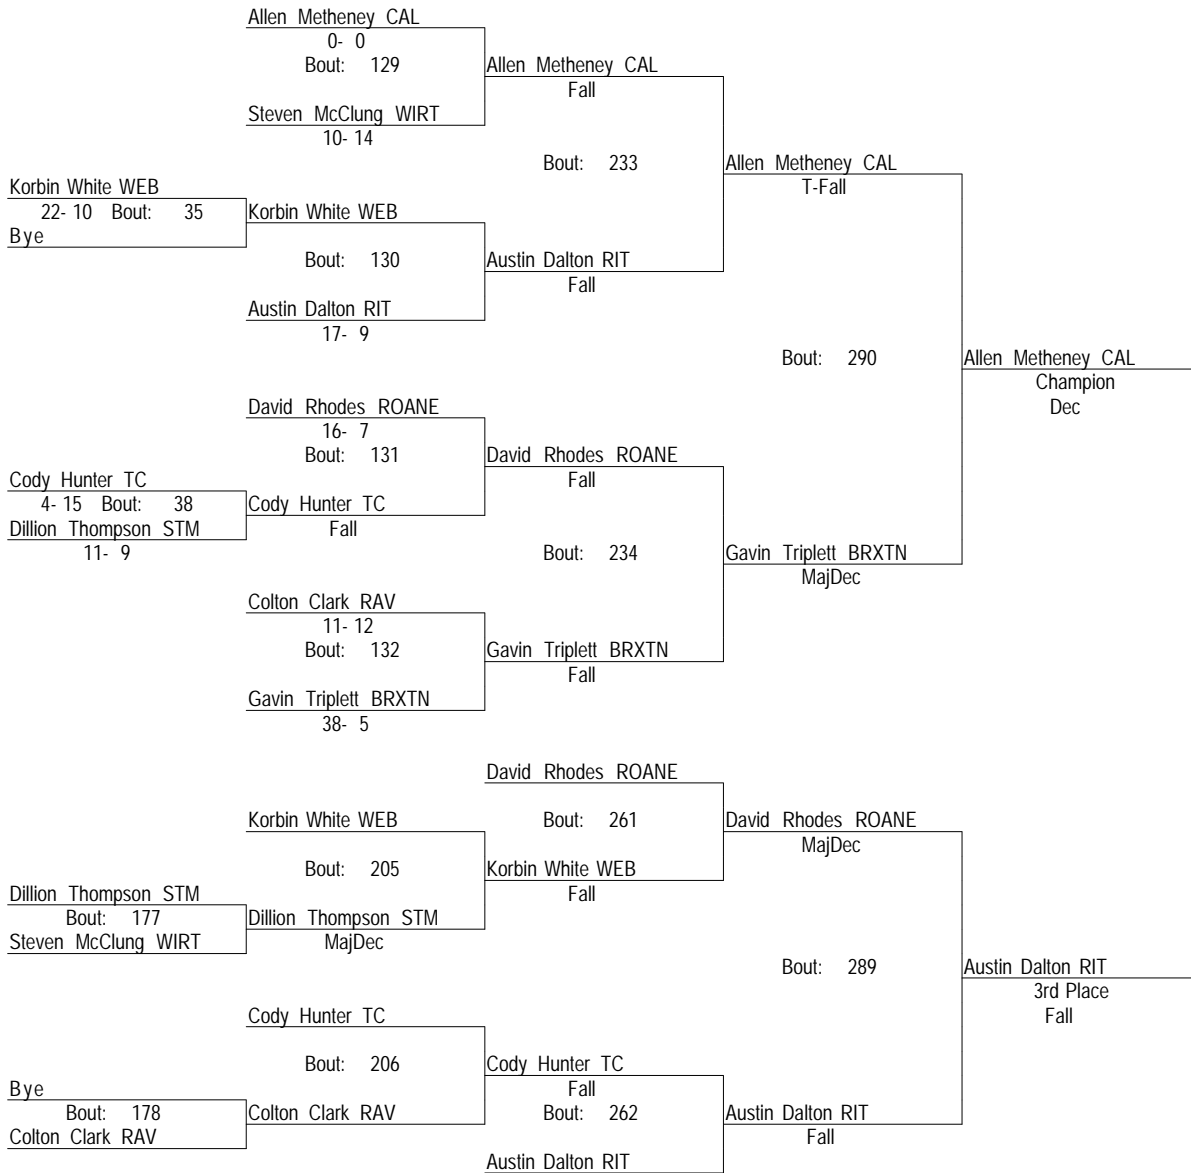 Allen Metheney CAL
0- 0
Bout: 129
Allen Metheney CAL
Fall
Steven McClung WIRT
10- 14
Bout: 233
Allen Metheney CAL
T-Fall
Korbin White WEB
22- 10 Bout: 35
Korbin White WEB
Bye
Bout: 130
Austin Dalton RIT
Fall
Austin Dalton RIT
17- 9
Bout: 290
Allen Metheney CAL
Champion
Dec
David Rhodes ROANE
16- 7
Bout: 131
David Rhodes ROANE
Fall
Cody Hunter TC
4- 15 Bout: 38
Cody Hunter TC
Fall
Dillion Thompson STM
11- 9
Bout: 234
Gavin Triplett BRXTN
MajDec
Colton Clark RAV
11- 12
Bout: 132
Gavin Triplett BRXTN
Fall
Gavin Triplett BRXTN
38- 5
David Rhodes ROANE
Bout: 261
David Rhodes ROANE
MajDec
Korbin White WEB
Bout: 205
Korbin White WEB
Fall
Dillion Thompson STM
Bout: 177
Dillion Thompson STM
MajDec
Steven McClung WIRT
Bout: 289
Austin Dalton RIT
3rd Place
Fall
Cody Hunter TC
Bout: 206
Cody Hunter TC
Fall
Bye
Bout: 178
Colton Clark RAV
Colton Clark RAV
Bout: 262
Austin Dalton RIT
Fall
Austin Dalton RIT